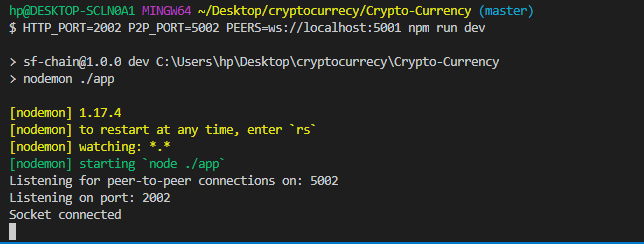 hp@DESKTOP-SCLN0A1 MINGW64 ~/Desktop/cryptocurrecy/Crypto-Currency (master)
$ HTTP_PORT=2002 P2P_PORT=5002 PEERS=ws://localhost:5001 npm run dev
> sf-chain@1.0.0 dev C:\Users\hp\Desktop\cryptocurrecy\Crypto-Currency
> nodemon ./app
[nodemon] 1.17.4
[nodemon] to restart at any time, enter `rs`
[nodemon] watching: *.*
[nodemon] starting `node ./app`
Listening for peer-to-peer connections on: 5002
Listening on port: 2002
Socket connected